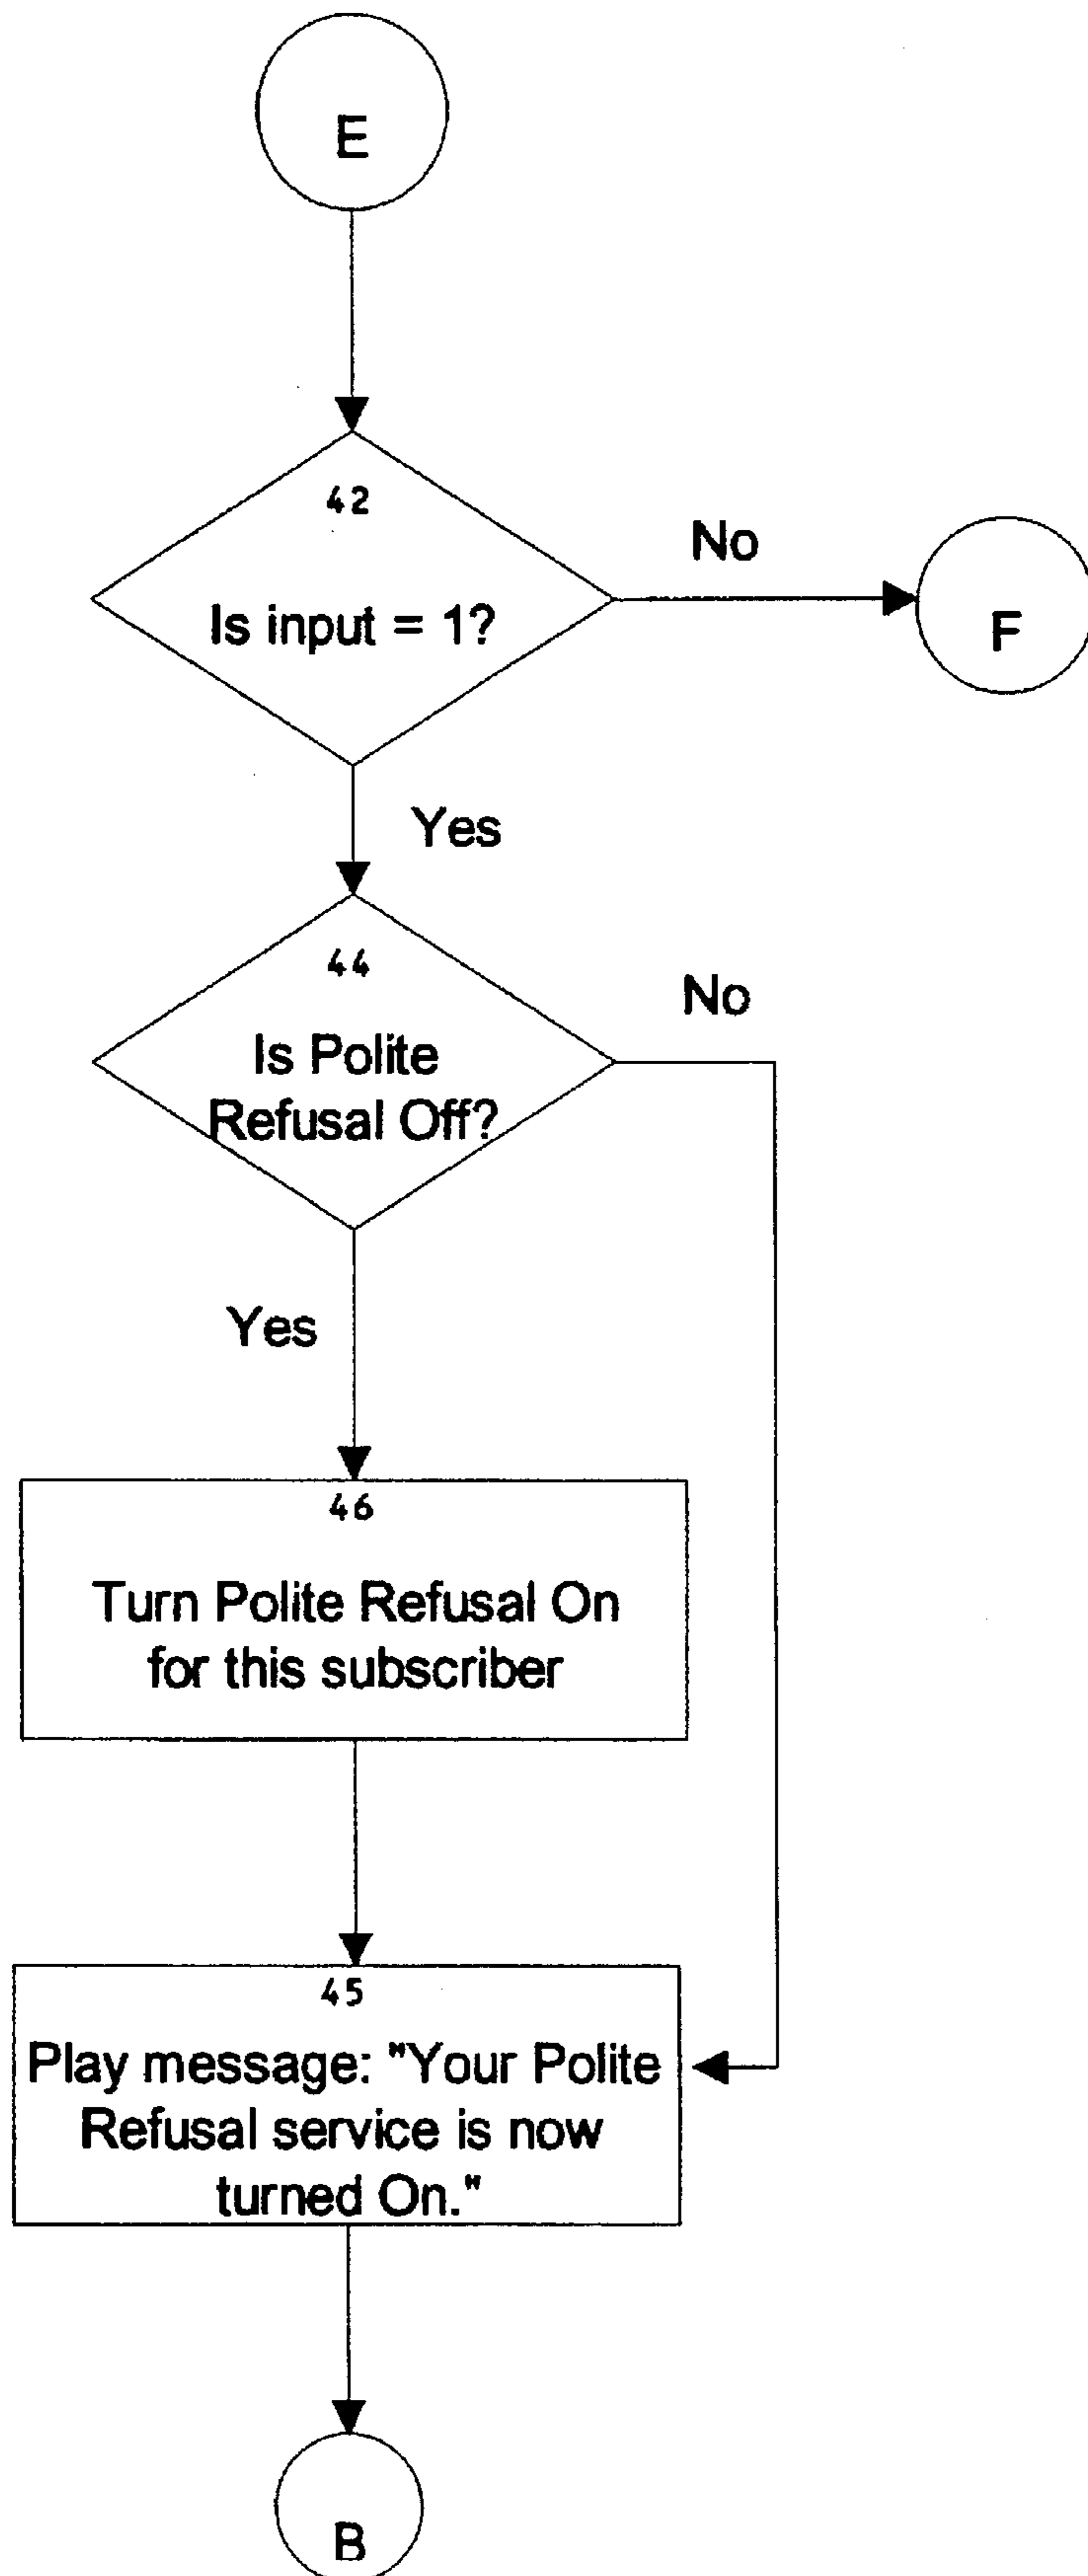 E
42
Is input = 1?
No
F
Yes
44
Is Polite
Refusal Off?
No
Yes
46
Turn Polite Refusal On
for this subscriber
45
Play message: "Your Polite
Refusal service is now
turned On."
B